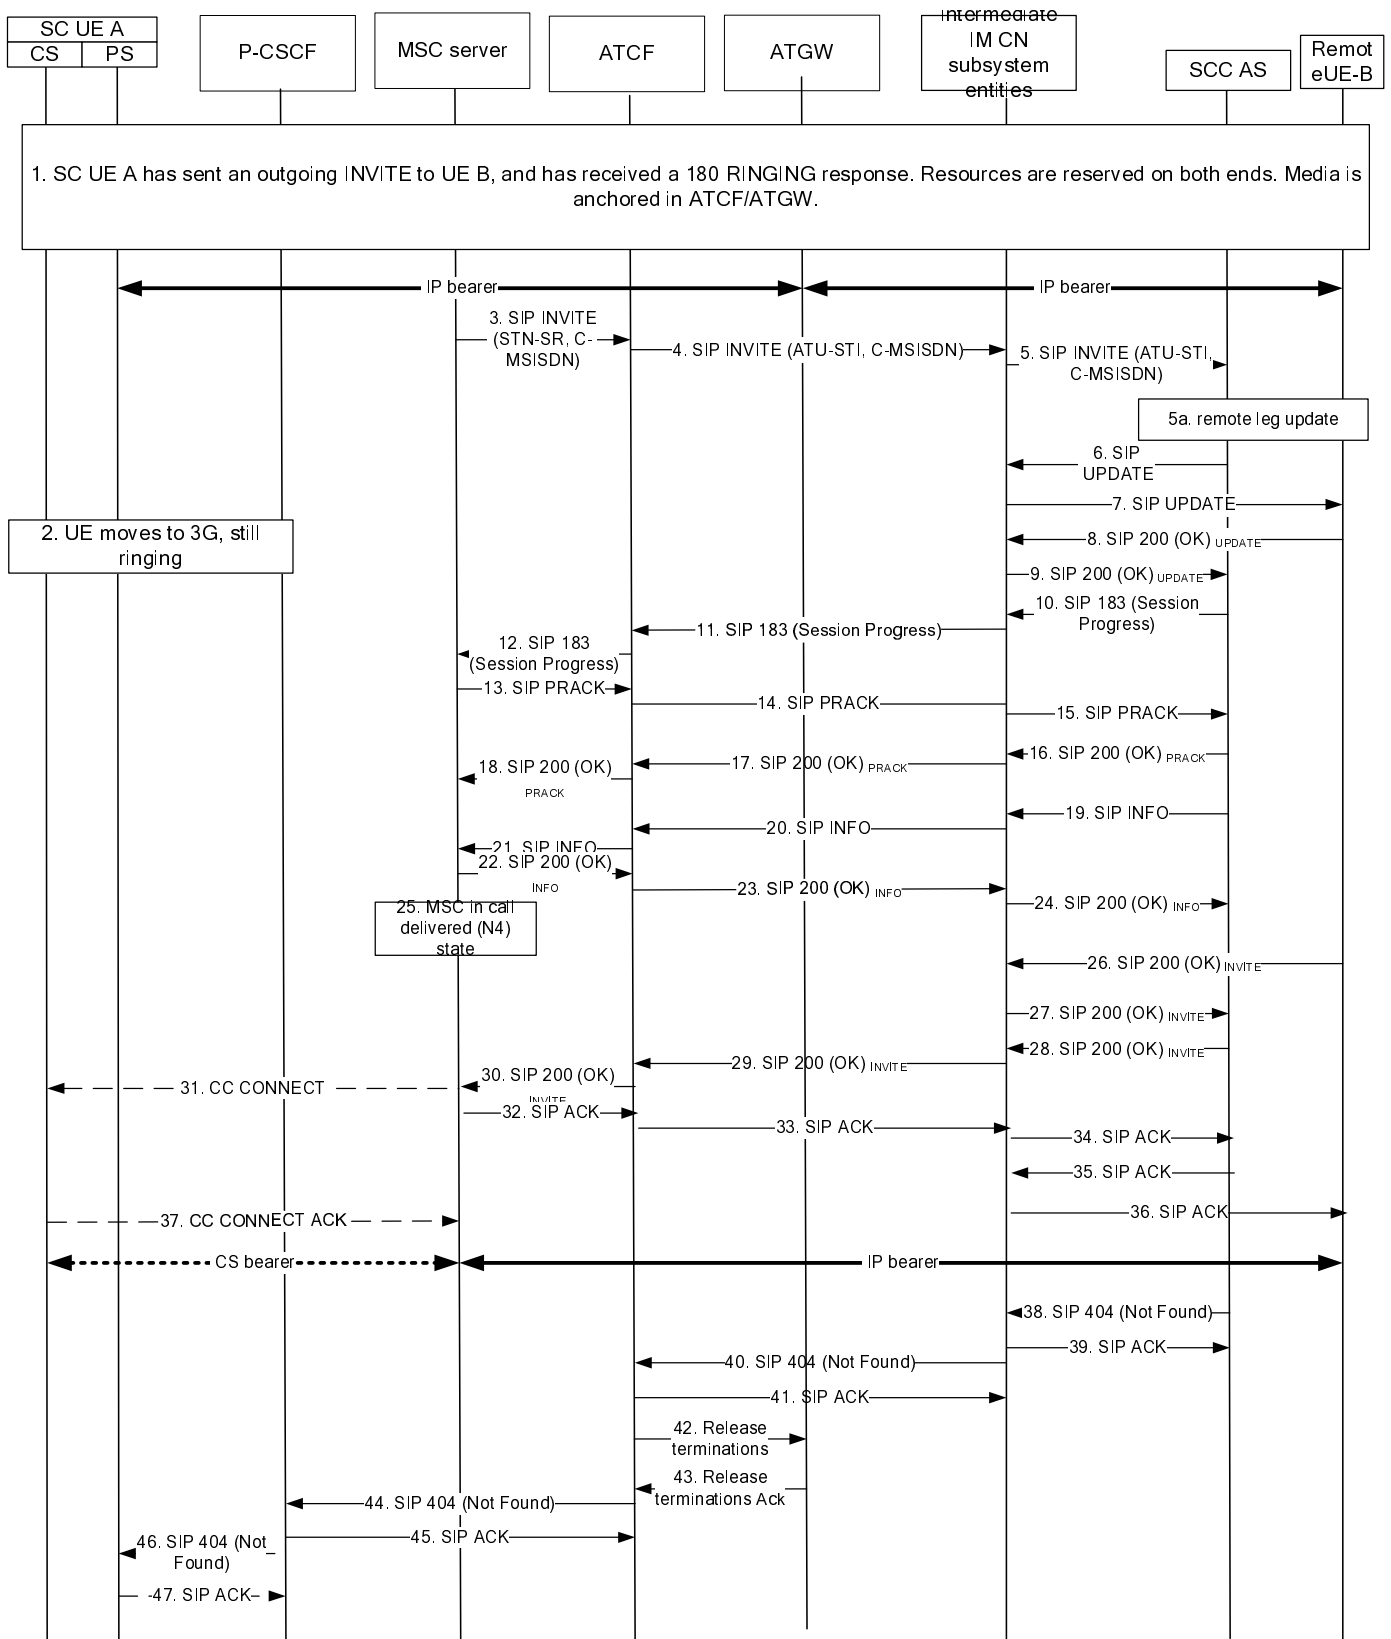 SC UE A
CS
PS
P-CSCF
MSC server
ATCF
ATGW
Intermediate
IM CN
subsystem
entities
SCC AS
Remot
eUE-B
1. SC UE A has sent an outgoing INVITE to UE B, and has received a 180 RINGING response. Resources are reserved on both ends. Media is
anchored in ATCF/ATGW.
IP bearer
IP bearer
3. SIP INVITE
(STN-SR, C-
MSISDN)
4. SIP INVITE (ATU-STI, C-MSISDN)
5. SIP INVITE (ATU-STI,
C-MSISDN)
5a. remote leg update
6. SIP
UPDATE
7. SIP UPDATE
2. UE moves to 3G, still
ringing
8. SIP 200 (OK) UPDATE
9. SIP 200 (OK) UPDATE
10. SIP 183 (Session
Progress)
11. SIP 183 (Session Progress)
12. SIP 183
(Session Progress)
13. SIP PRACK
14. SIP PRACK
15. SIP PRACK
16. SIP 200 (OK) PRACK
17. SIP 200 (OK) PRACK
18. SIP 200 (OK)
PRACK
19. SIP INFO
20. SIP INFO
21. SIP INFO
22. SIP 200 (OK)
INFO
23. SIP 200 (OK) INFO
24. SIP 200 (OK) INFO
25. MSC in call
delivered (N4)
state
26. SIP 200 (OK) INVITE
27. SIP 200 (OK) INVITE
28. SIP 200 (OK) INVITE
29. SIP 200 (OK) INVITE
30. SIP 200 (OK)
INVITE
31. CC CONNECT
32. SIP ACK
33. SIP ACK
34. SIP ACK
35. SIP ACK
36. SIP ACK
37. CC CONNECT ACK
CS bearer
IP bearer
38. SIP 404 (Not Found)
39. SIP ACK
40. SIP 404 (Not Found)
41. SIP ACK
42. Release
terminations
43. Release
terminations Ack
44. SIP 404 (Not Found)
45. SIP ACK
46. SIP 404 (Not
Found)
47. SIP ACK